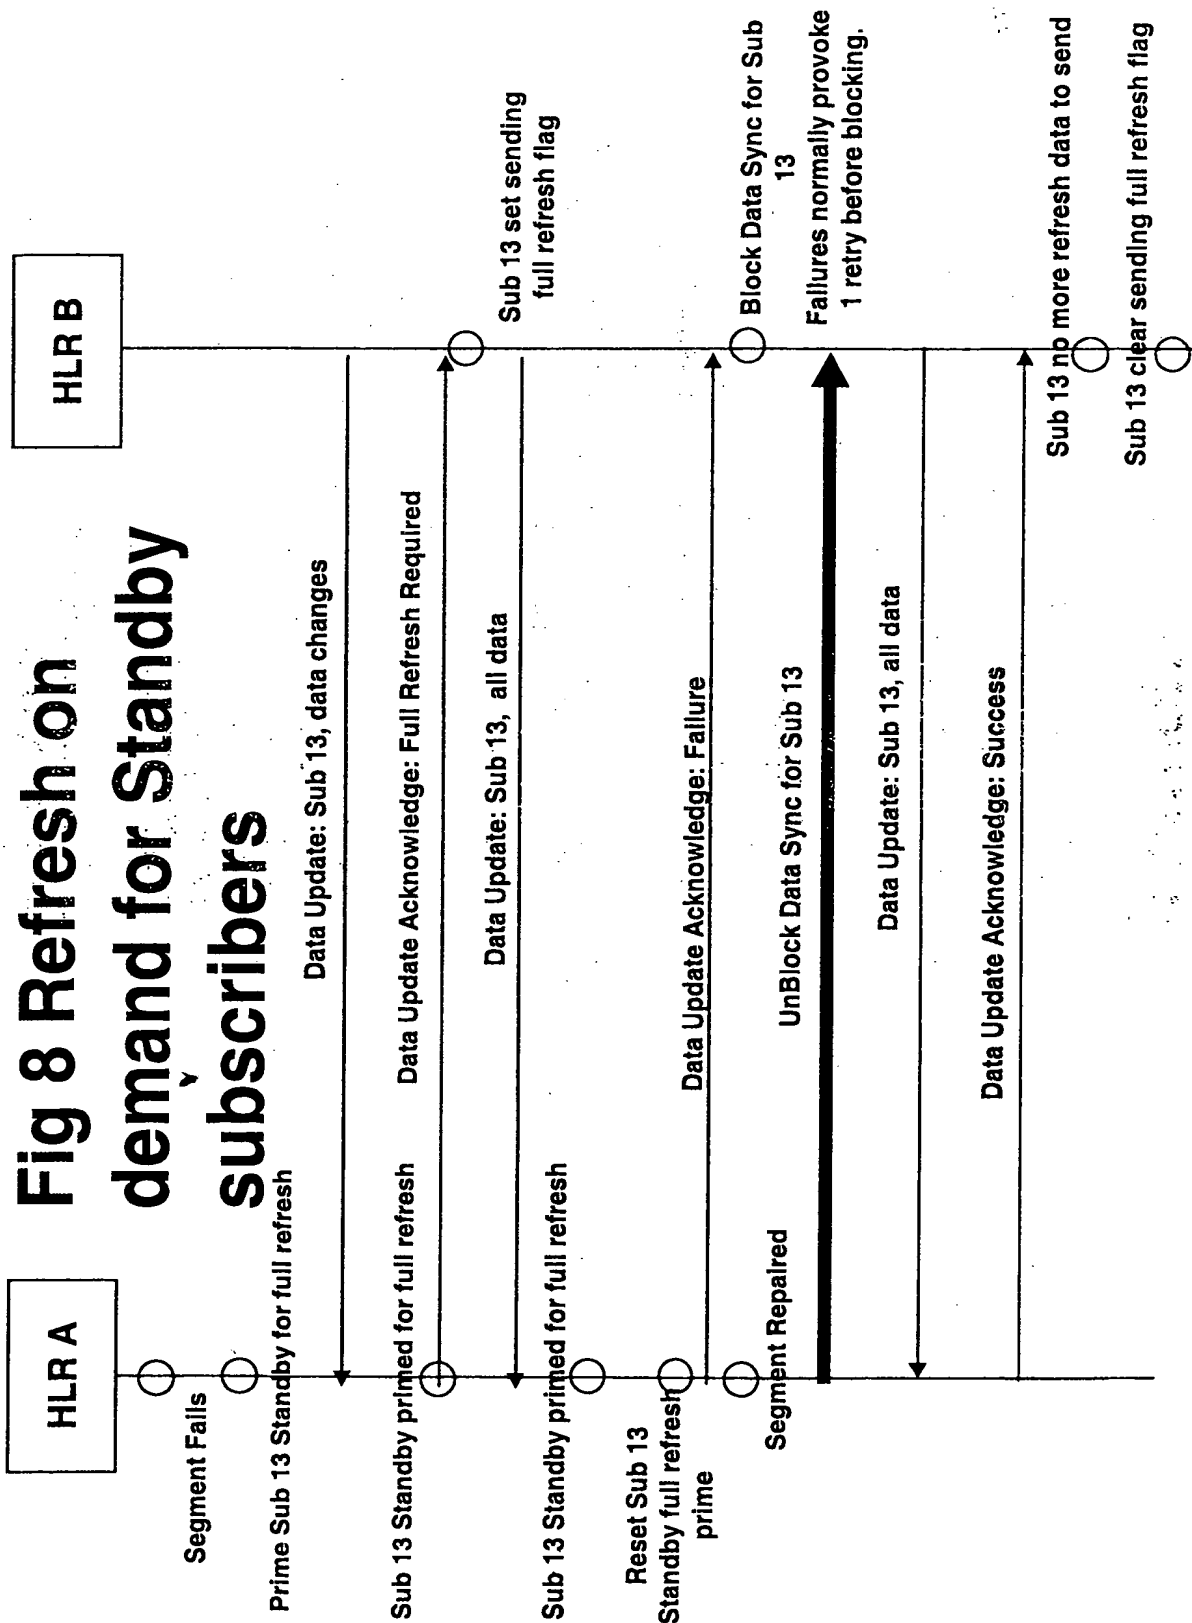 Fig 8 Refresh on
demand for Standby
subscribers
HLR A
HLR B
Segment Fails
Prime Sub 13 Standby for full refresh
Data Update: Sub 13, data changes
Sub 13 Standby primed for full refresh
Data Update Acknowledge: Full Refresh Required
Sub 13 set sending
full refresh flag
Data Update: Sub 13, all data
Sub 13 Standby primed for full refresh
Reset Sub 13
Standby full refresh
prime
Data Update Acknowledge: Failure
Block Data Sync for Sub
13
Segment Repaired
UnBlock Data Sync for Sub 13
Failures normally provoke
1 retry before blocking.
Data Update: Sub 13, all data
Data Update Acknowledge: Success
Sub 13 no more refresh data to send
Sub 13 clear sending full refresh flag